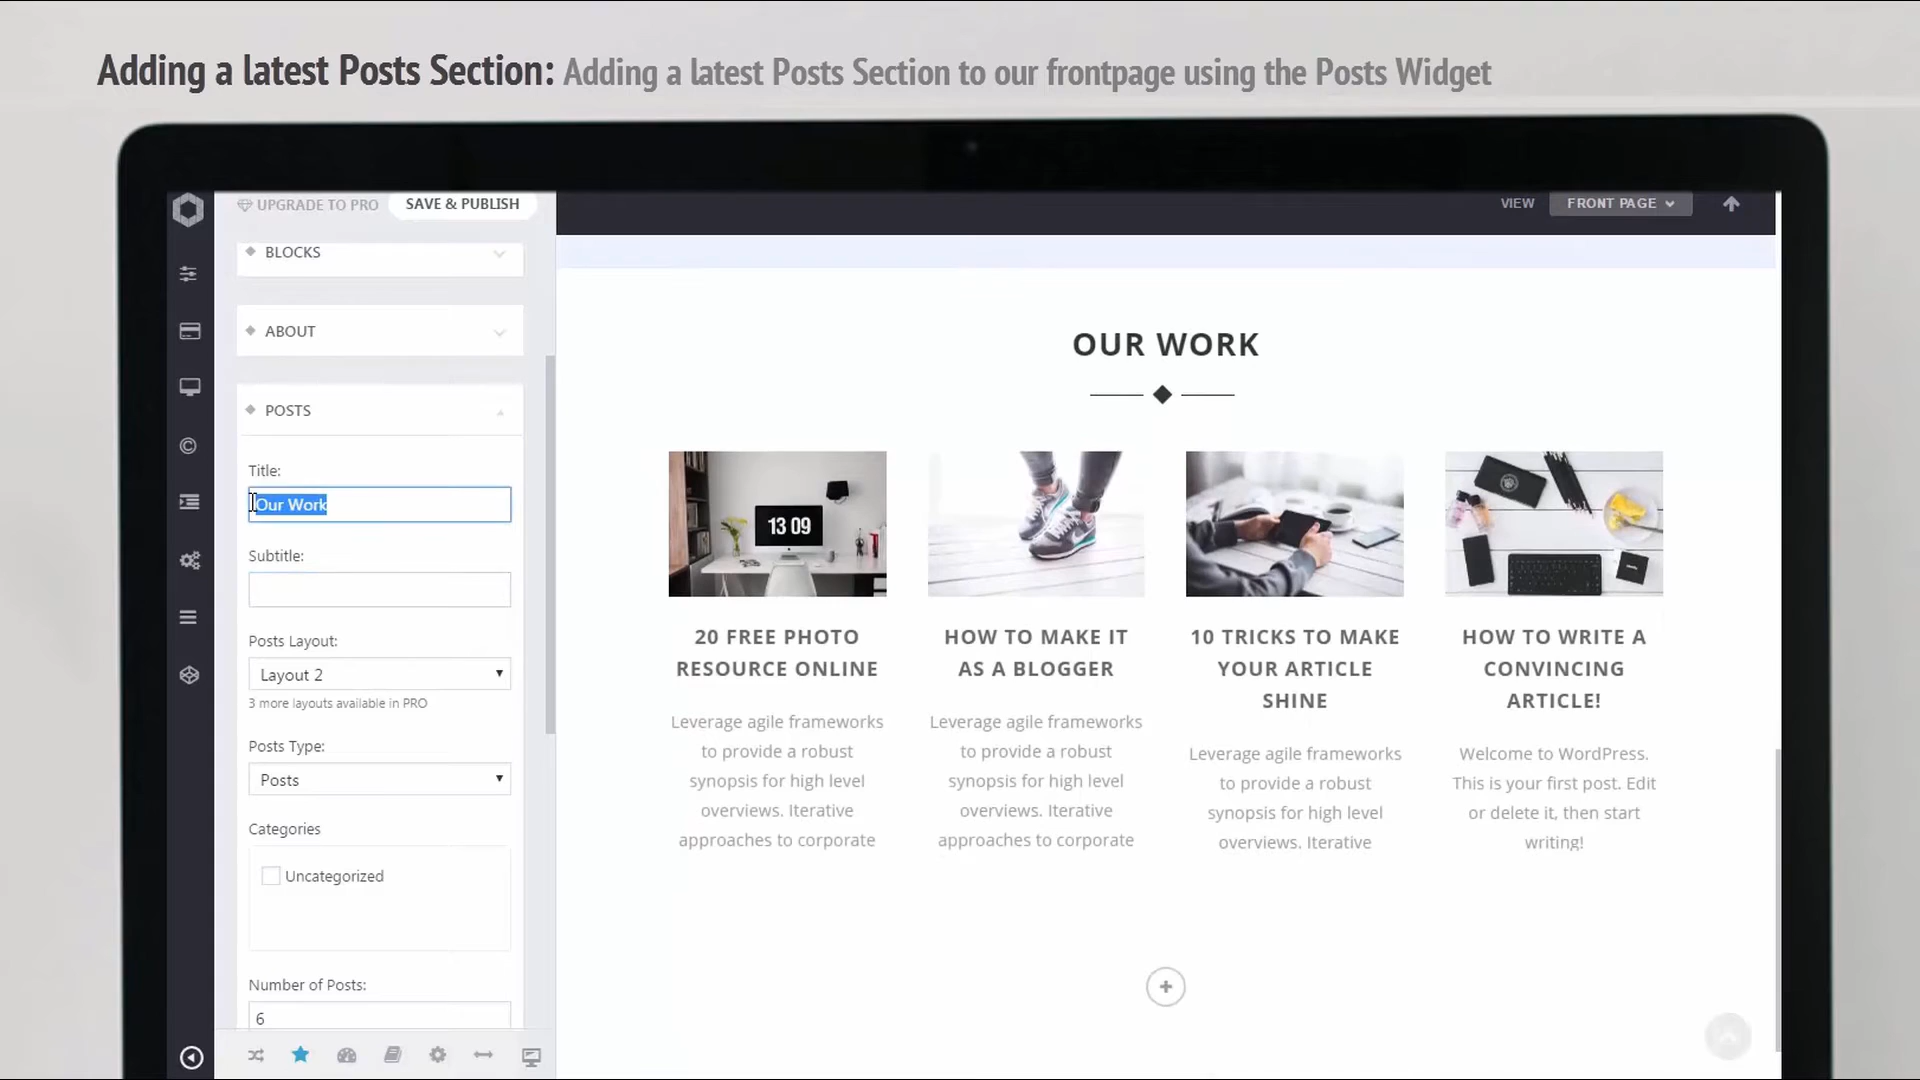 Adding a latest Posts Section: Adding a latest Posts Section to our frontpage using the Posts Widget
UPGRADE TO PRO
SAVE & PUBLISH
VIEW
FRONT PAGE
BLOCKS
ABOUT
POSTS
Title:
Our Work
Subtitle:
Posts Layout:
Layout 2
3 more layouts available in PRO
Posts Type:
Posts
Categories
Uncategorized
Number of Posts:
6
OUR WORK
13 09
20 FREE PHOTO
RESOURCE ONLINE
Leverage agile frameworks
to provide a robust
synopsis for high level
overviews. Iterative
approaches to corporate
HOW TO MAKE IT
AS A BLOGGER
Leverage agile frameworks
to provide a robust
synopsis for high level
overviews. Iterative
approaches to corporate
10 TRICKS TO MAKE
YOUR ARTICLE
SHINE
Leverage agile frameworks
to provide a robust
synopsis for high level
overviews. Iterative
HOW TO WRITE A
CONVINCING
ARTICLE!
Welcome to WordPress.
This is your first post. Edit
or delete it, then start
writing!